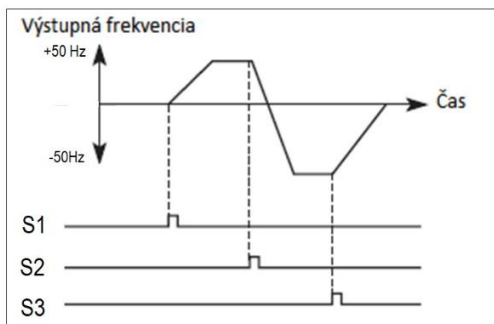 Výstupná frekvencia
+50 Hz
Čas
-50Hz
S1
S2
S3